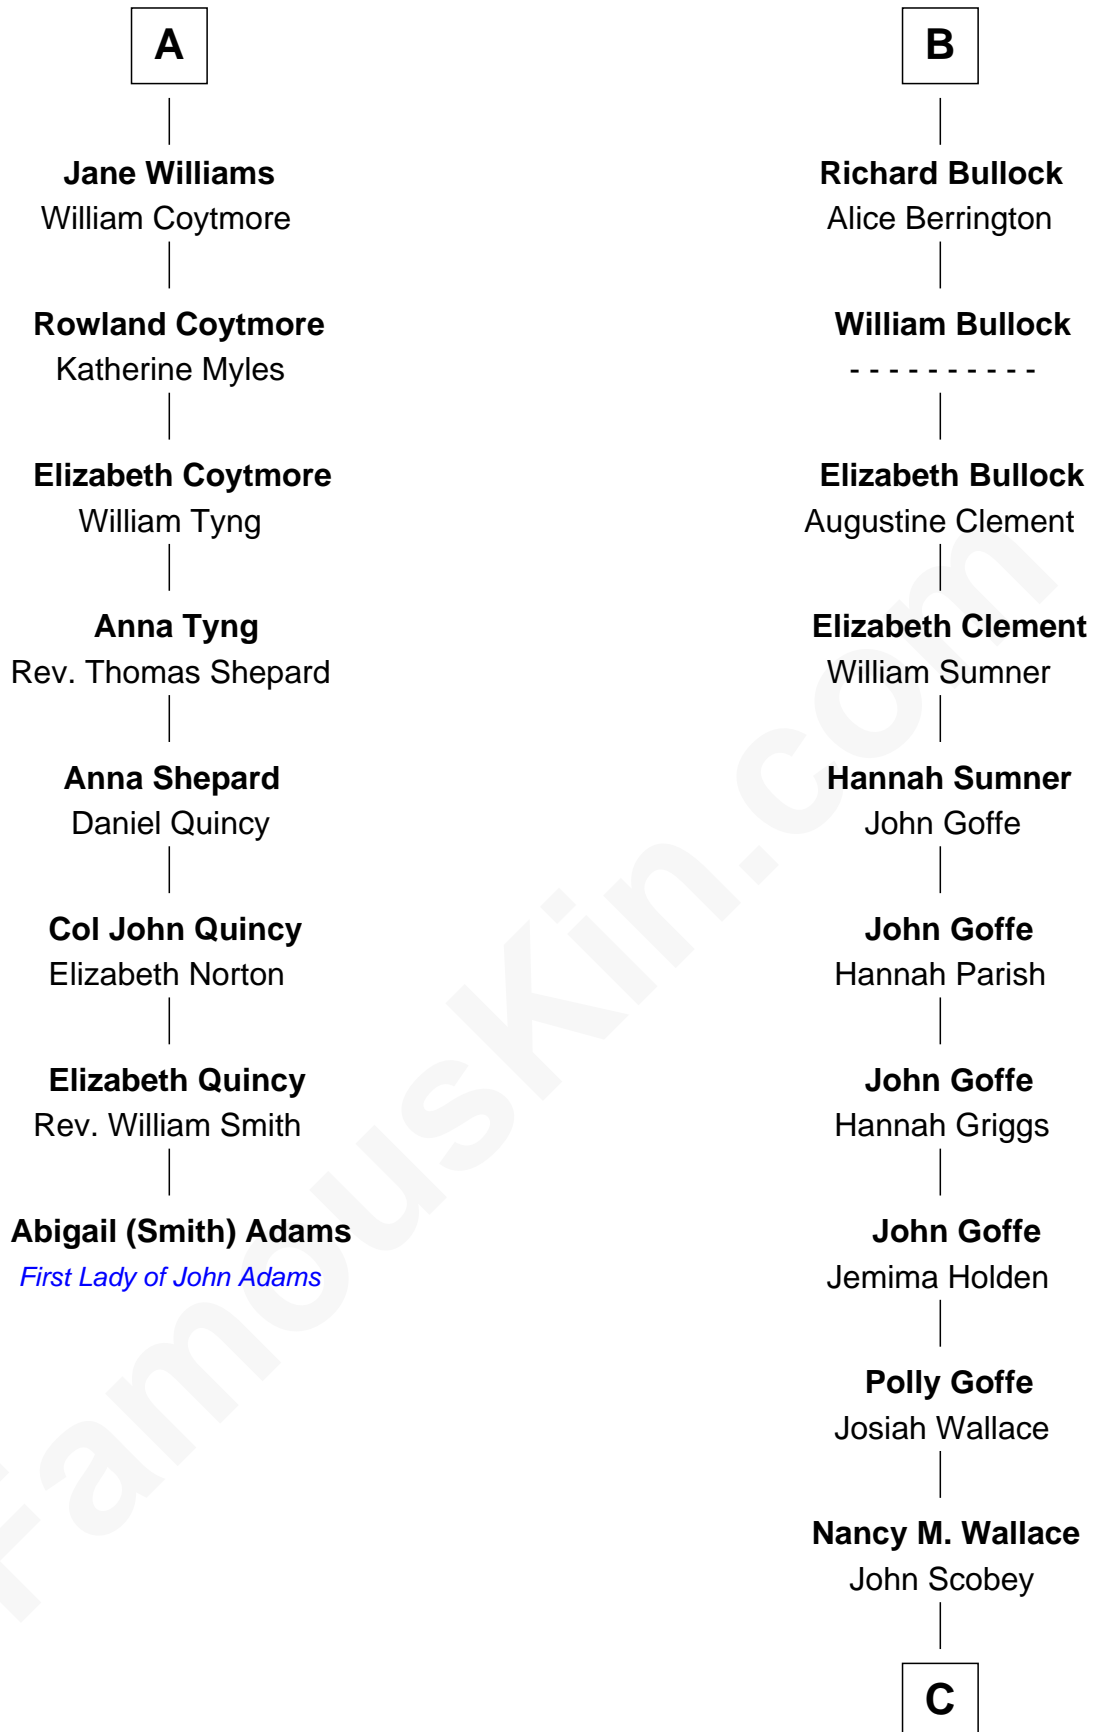 A
Jane Williams
William Coytmore
Rowland Coytmore
Katherine Myles
Elizabeth Coytmore
William Tyng
Anna Tyng
Rev. Thomas Shepard
Anna Shepard
Daniel Quincy
Col John Quincy
Elizabeth Norton
Elizabeth Quincy
Rev. William Smith
Abigail (Smith) Adams
First Lady of John Adams
B
Richard Bullock
Alice Berrington
William Bullock
- - - - - - - - - -
Elizabeth Bullock
Augustine Clement
Elizabeth Clement
William Sumner
Hannah Sumner
John Goffe
John Goffe
Hannah Parish
John Goffe
Hannah Griggs
John Goffe
Jemima Holden
Polly Goffe
Josiah Wallace
Nancy M. Wallace
John Scobey
C
FamousKin.com